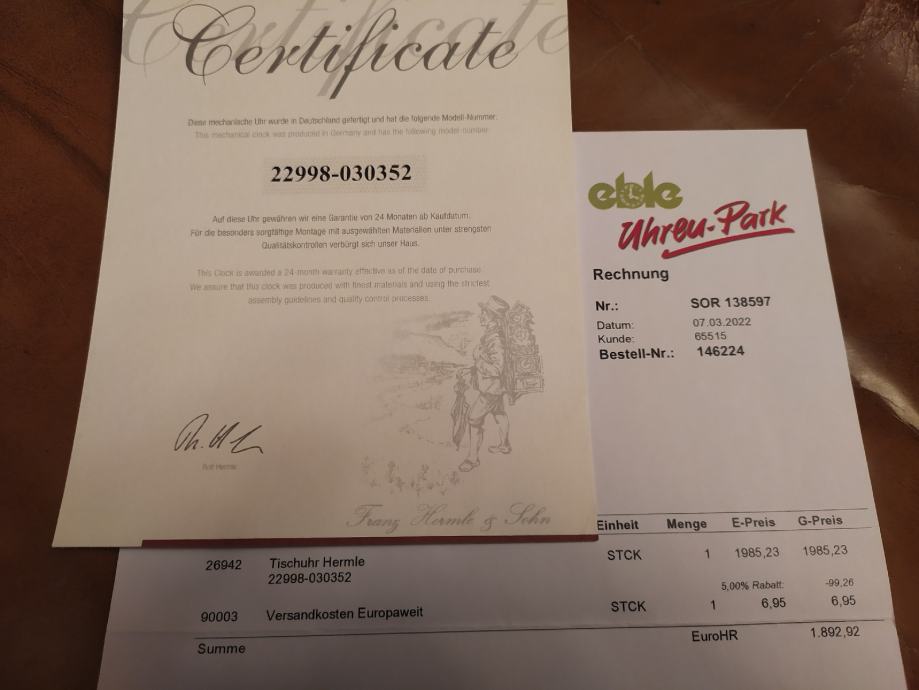 Certificate
Diese mechanische Uhr wurde in Deutschland gefertigt und hat die folgende Modell-Nummer:
This mechanical clock was produced in Germany and has the following model-number:
22998-030352
Auf diese Uhr gewähren wir eine Garantie von 24 Monaten ab Kaufdatum.
Für die besonders sorgfältige Montage mit ausgewählten Materialien unter strengsten
Qualitätskontrollen verbürgt sich unser Haus.
This Clock is awarded a 24-month warranty effective as of the date of purchase.
We assure that this clock was produced with finest materials and using the strictest
assembly guidelines and quality control processes.
Rolf Hermle
Franz Hermle & Sohn
eble
Uhren-Park
Rechnung
Nr.: SOR 138597
Datum: 07.03.2022
Kunde: 65515
Bestell-Nr.: 146224
Einheit Menge E-Preis G-Preis
26942 Tischuhr Hermle STCK 1 1985,23 1985,23
22998-030352
5,00% Rabatt: -99,26
90003 Versandkosten Europaweit STCK 1 6,95 6,95
Summe EuroHR 1.892,92